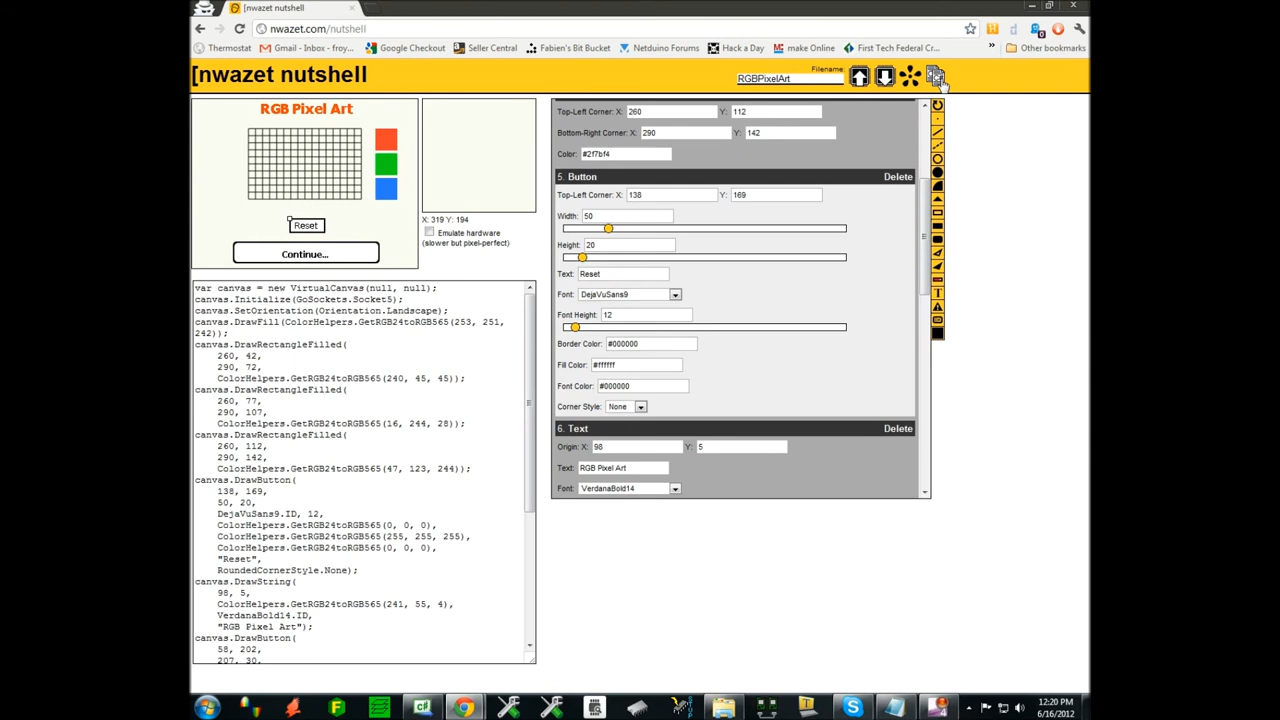 [nwazet nutshell
nwazet.com/nutshell
Thermostat
Gmail - Inbox - froy...
Google Checkout
Seller Central
Fabien's Bit Bucket
Netduino Forums
Hack a Day
make Online
First Tech Federal Cr...
»
Other bookmarks
[nwazet nutshell
Filename:
RGBPixelArt
RGB Pixel Art
Reset
Continue...
X: 319 Y: 194
Emulate hardware
(slower but pixel-perfect)
var canvas = new VirtualCanvas(null, null);
canvas.Initialize(GoSockets.Socket5);
canvas.SetOrientation(Orientation.Landscape);
canvas.DrawFill(ColorHelpers.GetRGB24toRGB565(253, 251,
242));
canvas.DrawRectangleFilled(
260, 42,
290, 72,
ColorHelpers.GetRGB24toRGB565(240, 45, 45));
canvas.DrawRectangleFilled(
260, 77,
290, 107,
ColorHelpers.GetRGB24toRGB565(16, 244, 28));
canvas.DrawRectangleFilled(
260, 112,
290, 142,
ColorHelpers.GetRGB24toRGB565(47, 123, 244));
canvas.DrawButton(
138, 169,
50, 20,
DejaVuSans9.ID, 12,
ColorHelpers.GetRGB24toRGB565(0, 0, 0),
ColorHelpers.GetRGB24toRGB565(255, 255, 255),
ColorHelpers.GetRGB24toRGB565(0, 0, 0),
"Reset",
RoundedCornerStyle.None);
canvas.DrawString(
98, 5,
ColorHelpers.GetRGB24toRGB565(241, 55, 4),
VerdanaBold14.ID,
"RGB Pixel Art");
canvas.DrawButton(
58, 202,
207, 30,
Top-Left Corner: X: 260 Y: 112
Bottom-Right Corner: X: 290 Y: 142
Color: #2f7bf4
5. Button Delete
Top-Left Corner: X: 138 Y: 169
Width: 50
Height: 20
Text: Reset
Font: DejaVuSans9
Font Height: 12
Border Color: #000000
Fill Color: #ffffff
Font Color: #000000
Corner Style: None
6. Text Delete
Origin: X: 98 Y: 5
Text: RGB Pixel Art
Font: VerdanaBold14
T
12:20 PM
6/16/2012